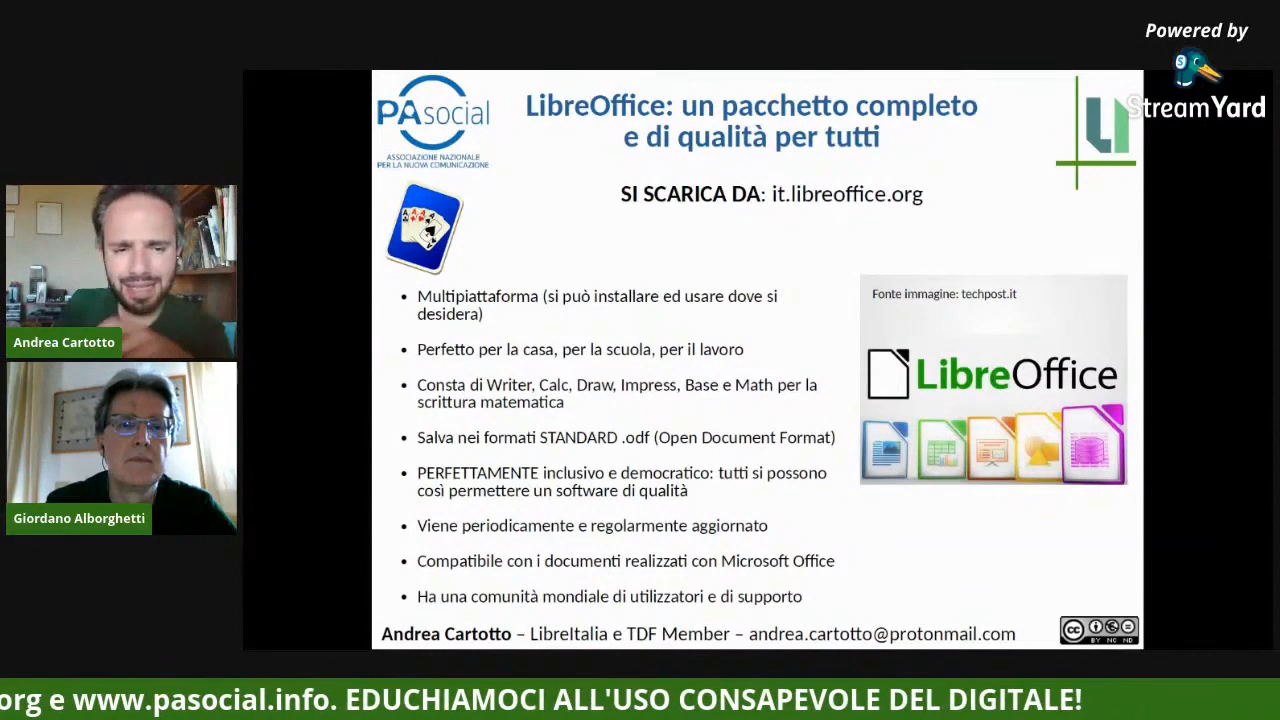 Powered by
StreamYard
PAsocial
ASSOCIAZIONE NAZIONALE
PER LA NUOVA COMUNICAZIONE
LibreOffice: un pacchetto completo
e di qualità per tutti
SI SCARICA DA: it.libreoffice.org
Multipiattaforma (si può installare ed usare dove si
desidera)
Perfetto per la casa, per la scuola, per il lavoro
Consta di Writer, Calc, Draw, Impress, Base e Math per la
scrittura matematica
Salva nei formati STANDARD .odf (Open Document Format)
PERFETTAMENTE inclusivo e democratico: tutti si possono
così permettere un software di qualità
Viene periodicamente e regolarmente aggiornato
Compatibile con i documenti realizzati con Microsoft Office
Ha una comunità mondiale di utilizzatori e di supporto
Fonte immagine: techpost.it
LibreOffice
Andrea Cartotto
Giordano Alborghetti
Andrea Cartotto – LibreItalia e TDF Member – andrea.cartotto@protonmail.com
CC BY NC ND
org e www.pasocial.info. EDUCHIAMOCI ALL'USO CONSAPEVOLE DEL DIGITALE!